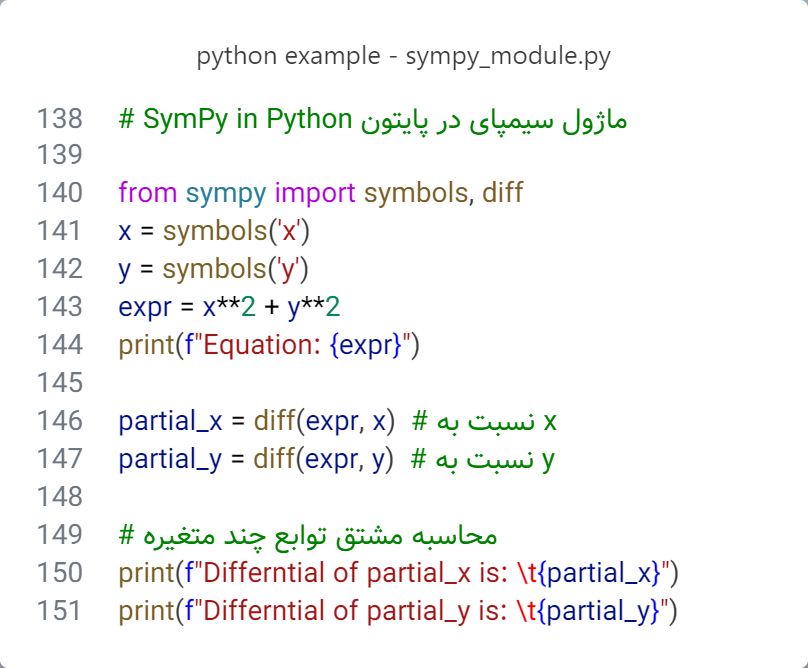 python example - sympy_module.py
138 # SymPy in Python ماژول سیمپای در پایتون
139
140 from sympy import symbols, diff
141 x = symbols('x')
142 y = symbols('y')
143 expr = x**2 + y**2
144 print(f"Equation: {expr}")
145
146 partial_x = diff(expr, x)  # نسبت به x
147 partial_y = diff(expr, y)  # نسبت به y
148
149 # محاسبه مشتق توابع چند متغیره
150 print(f"Differntial of partial_x is: \t{partial_x}")
151 print(f"Differntial of partial_y is: \t{partial_y}")